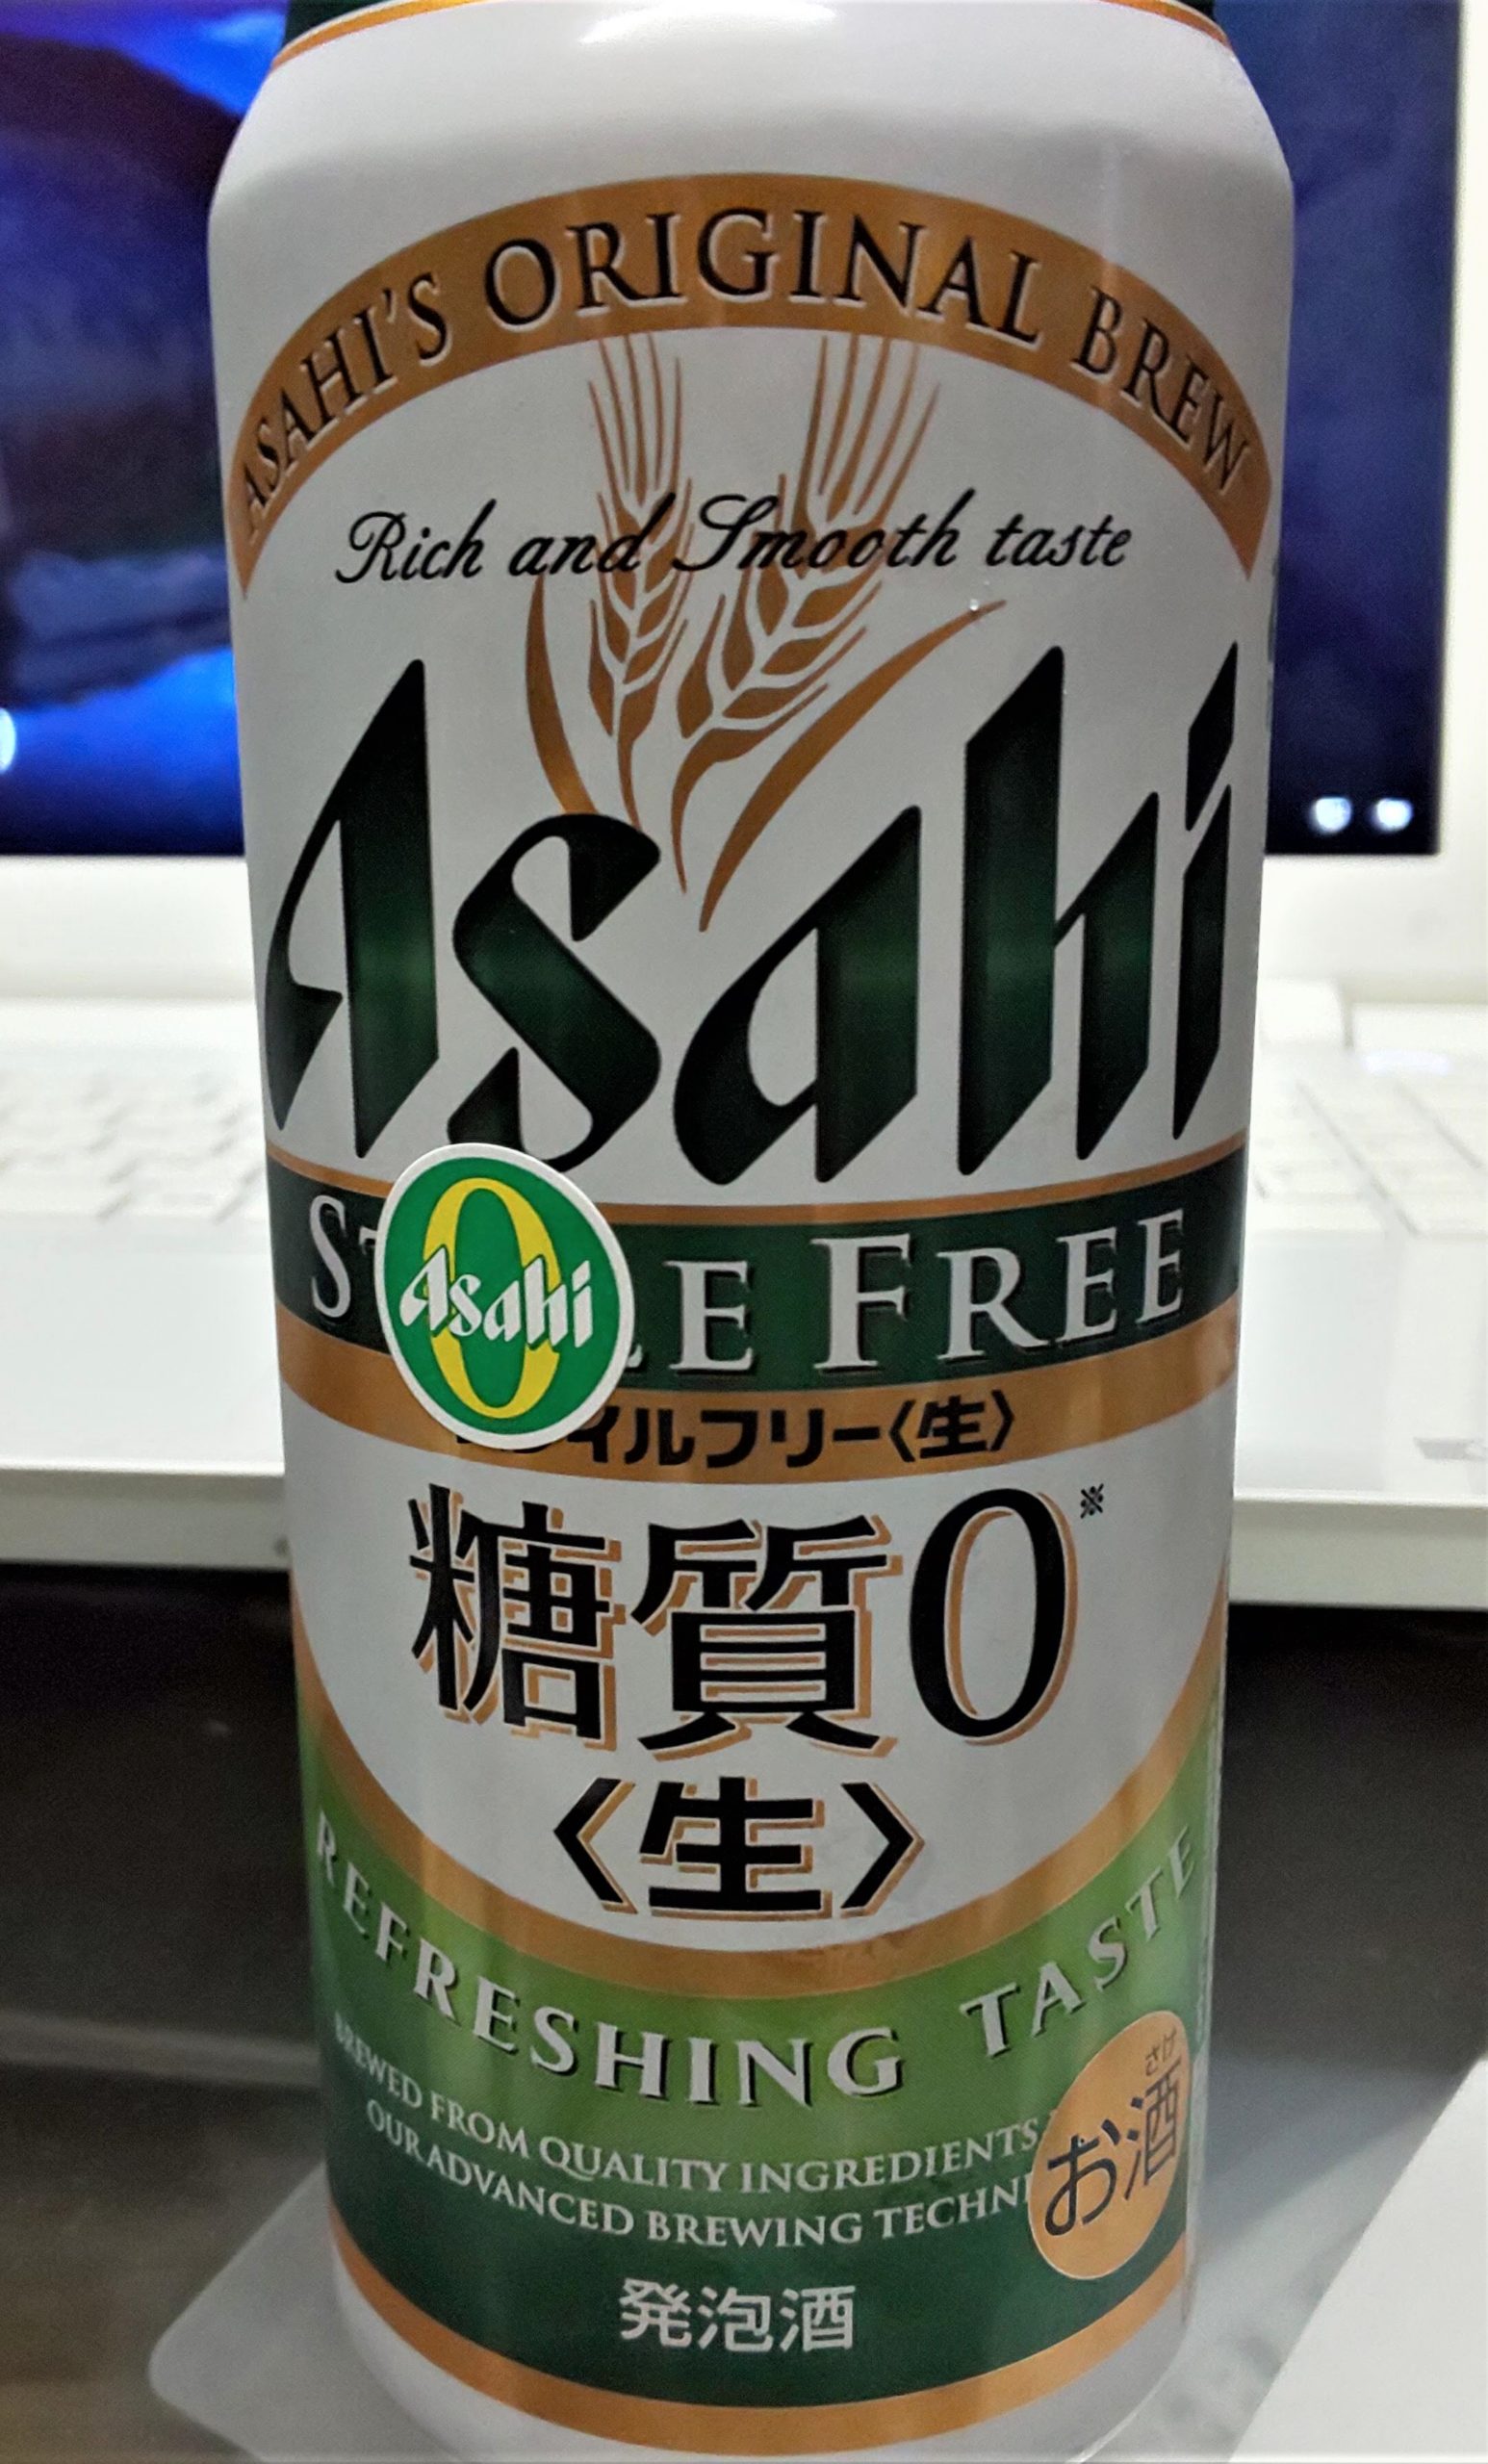 ASAHI'S ORIGINAL BREW
Rich and Smooth taste
Asahi
FREE
0
Asahi
イルフリー〈生〉
糖質0※
〈生〉
REFRESHING TASTE
BREWED FROM QUALITY INGREDIENTS
OUR ADVANCED BREWING
さけ
お酒
発泡酒